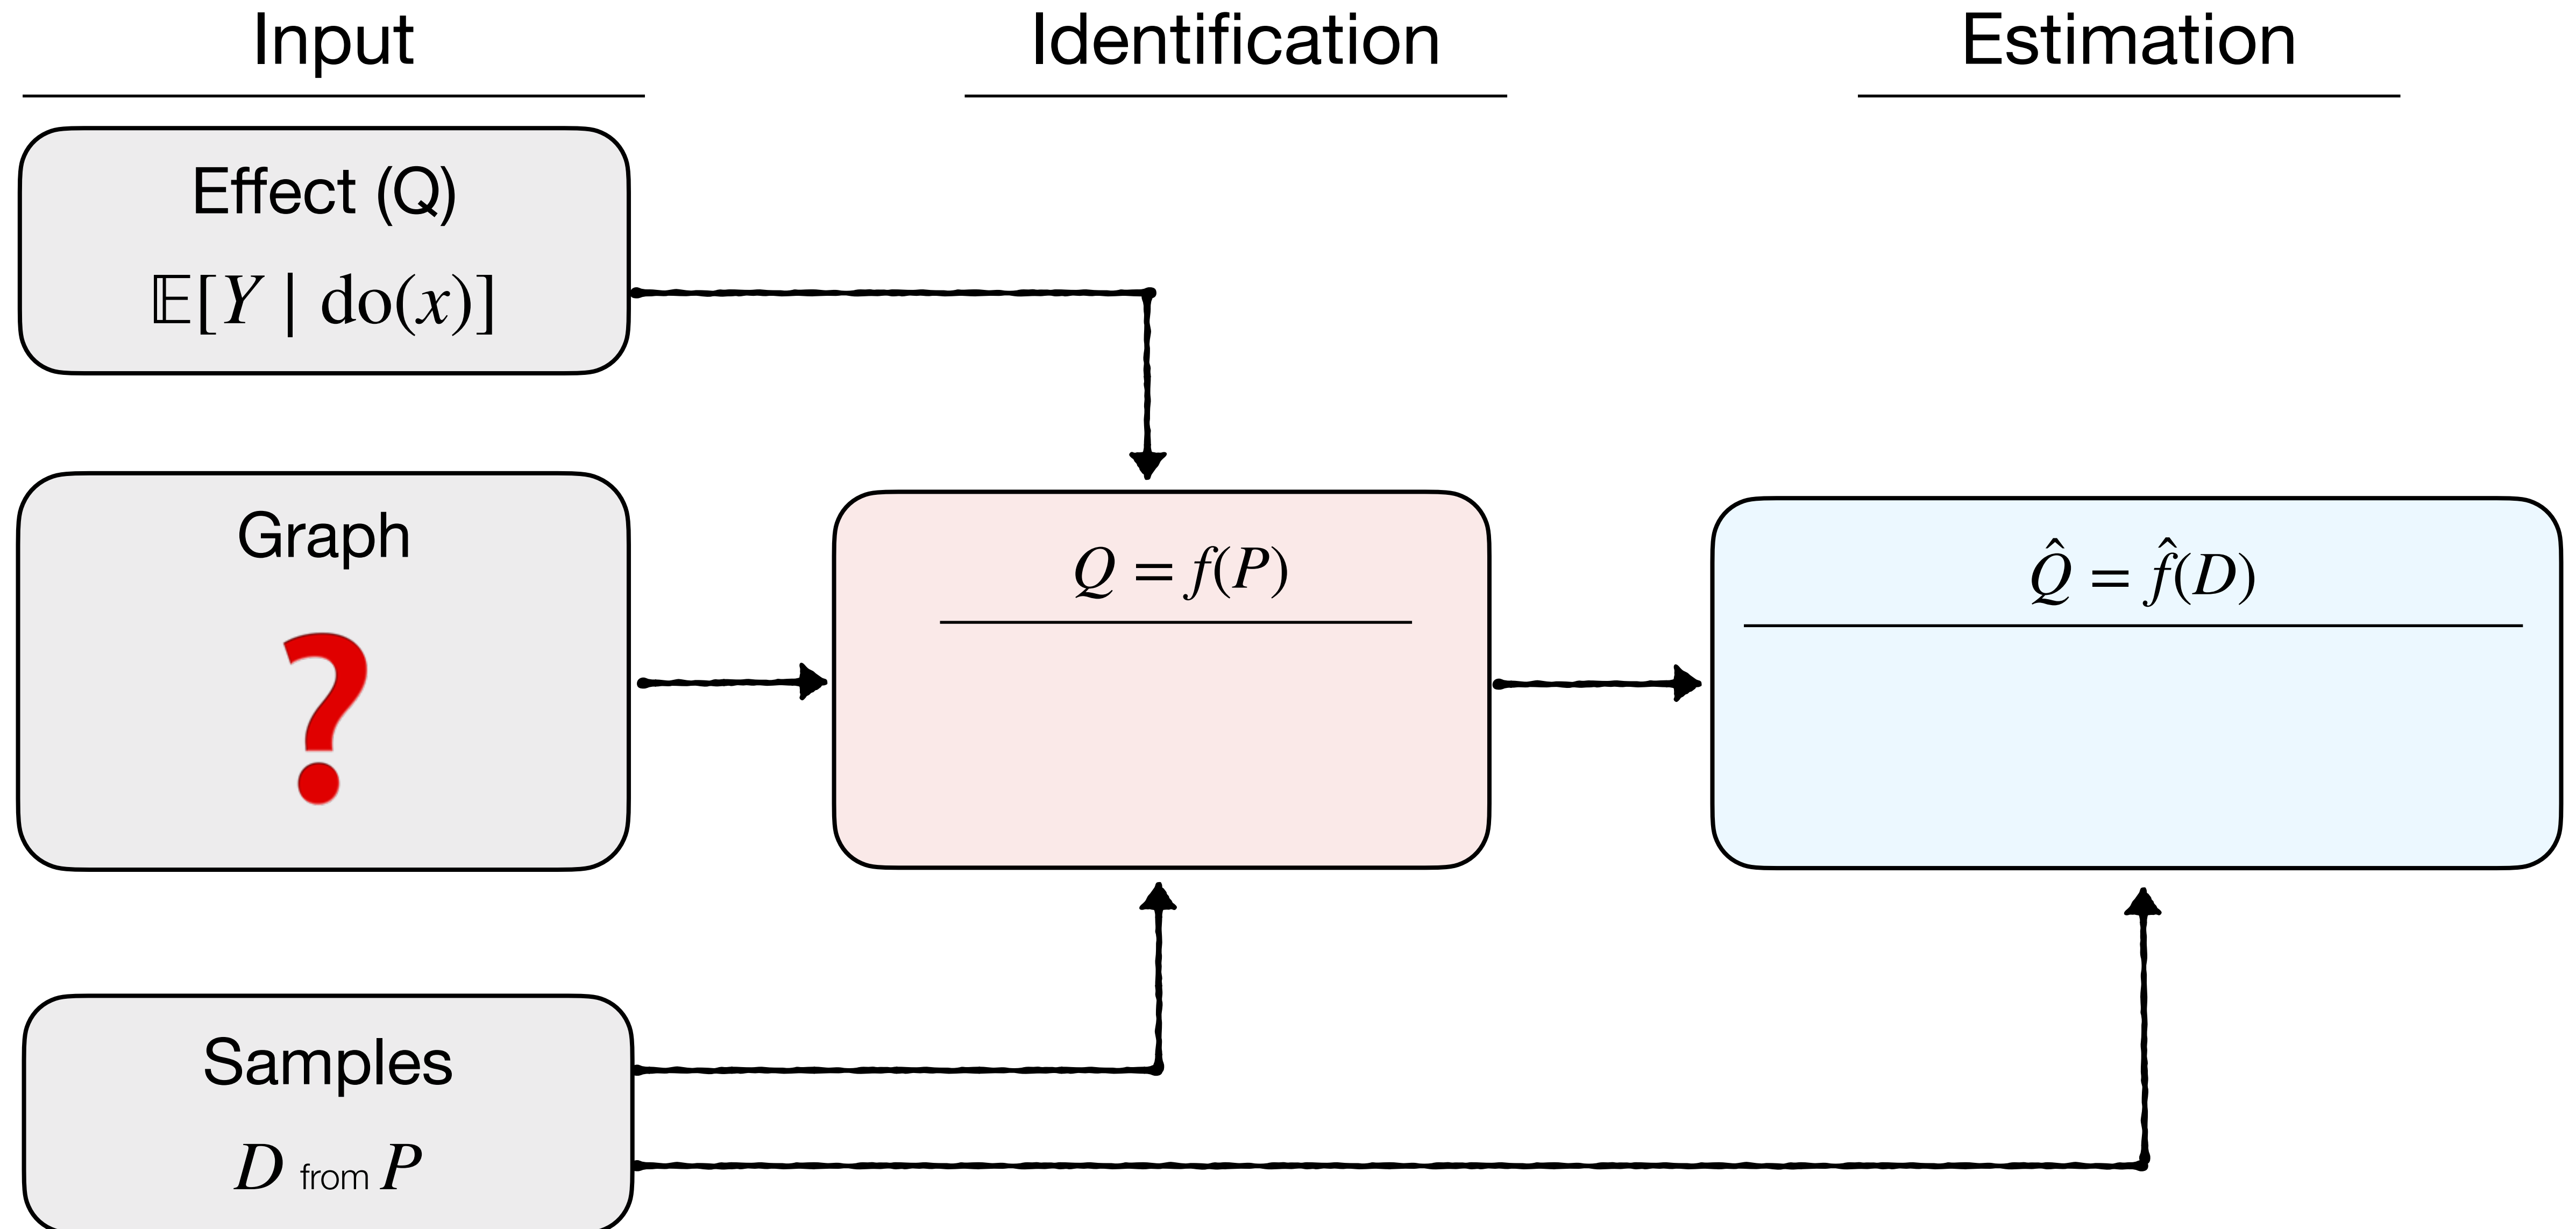 Input
Identification
Estimation
Effect (Q)
𝔼[Y | do(x)]
Graph
?
Q = f(P)
Q̂ = f̂(D)
Samples
D from P